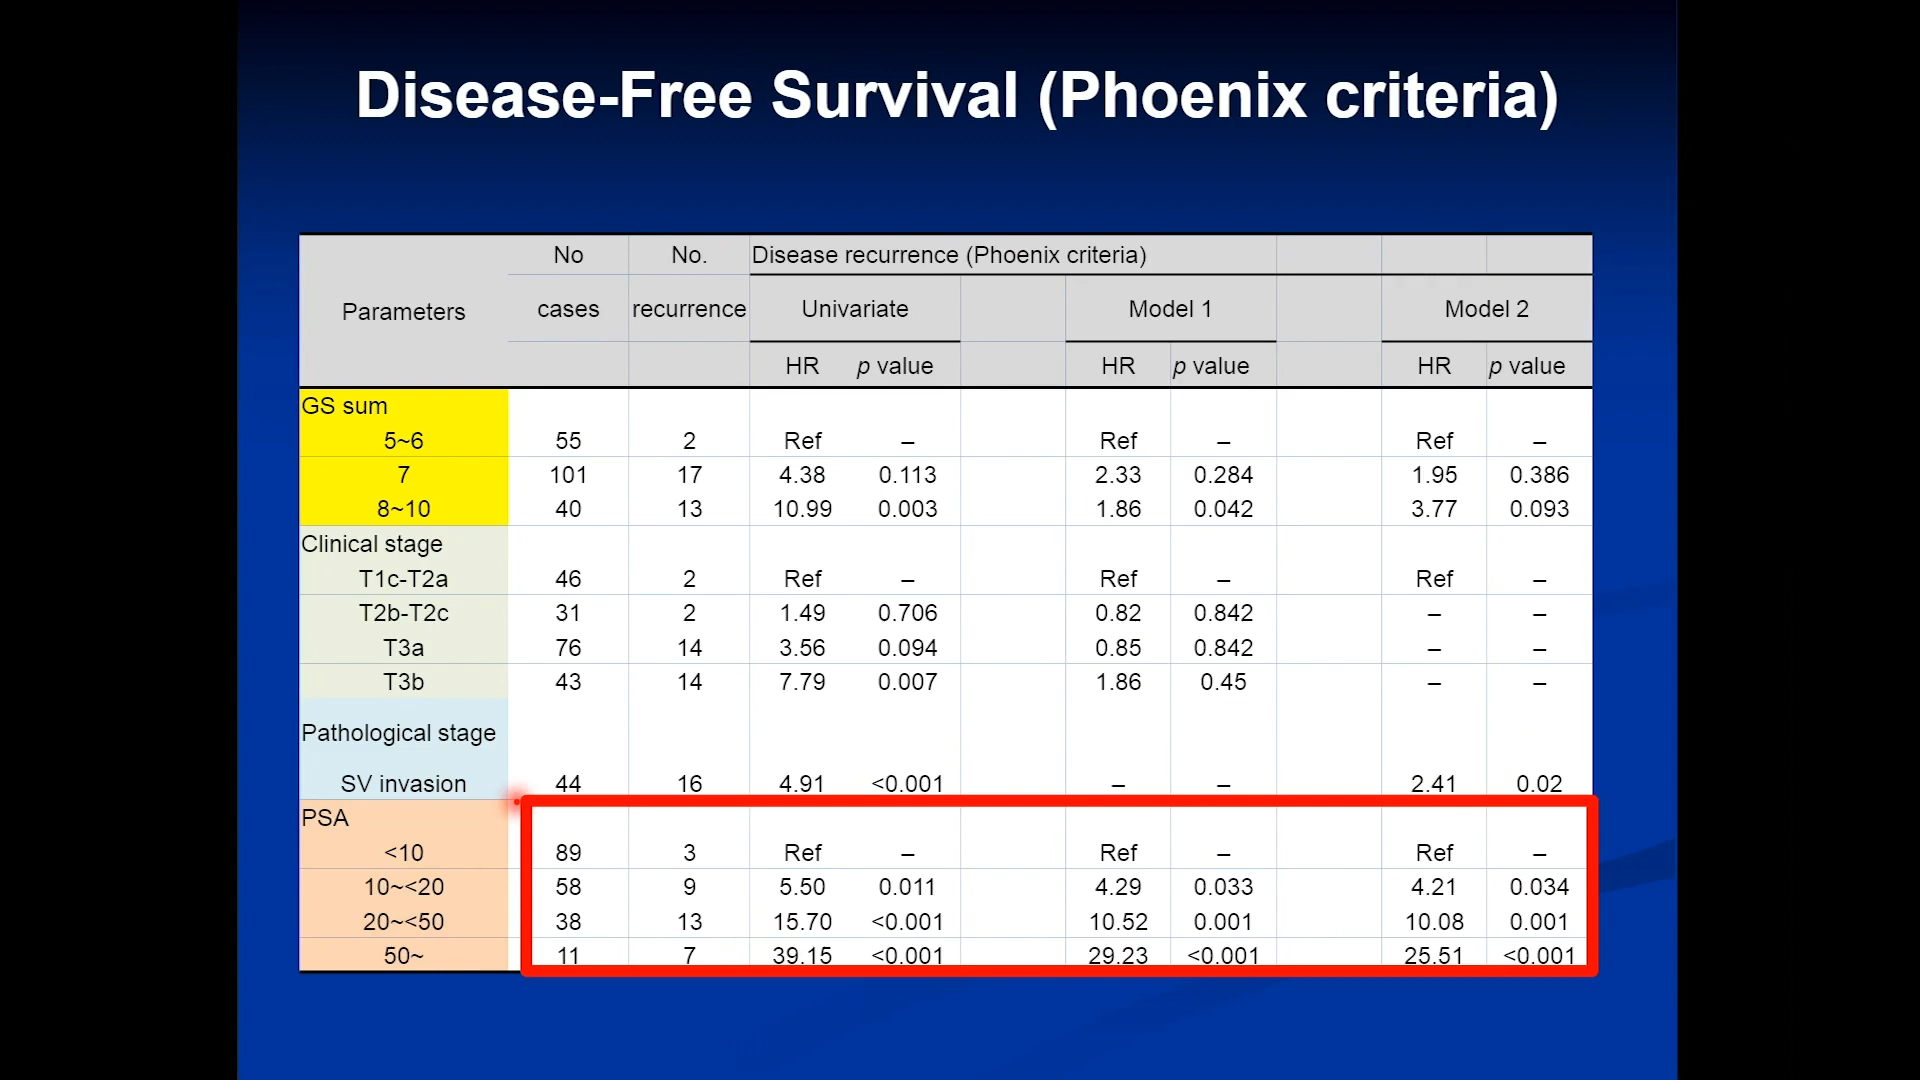 Disease-Free Survival (Phoenix criteria)
Parameters No cases No. recurrence Disease recurrence (Phoenix criteria)
Univariate Model 1 Model 2
HR p value HR p value HR p value
GS sum
5~6 55 2 Ref – Ref – Ref –
7 101 17 4.38 0.113 2.33 0.284 1.95 0.386
8~10 40 13 10.99 0.003 1.86 0.042 3.77 0.093
Clinical stage
T1c-T2a 46 2 Ref – Ref – Ref –
T2b-T2c 31 2 1.49 0.706 0.82 0.842 – –
T3a 76 14 3.56 0.094 0.85 0.842 – –
T3b 43 14 7.79 0.007 1.86 0.45 – –
Pathological stage
SV invasion 44 16 4.91 <0.001 – – 2.41 0.02
PSA
<10 89 3 Ref – Ref – Ref –
10~<20 58 9 5.50 0.011 4.29 0.033 4.21 0.034
20~<50 38 13 15.70 <0.001 10.52 0.001 10.08 0.001
50~ 11 7 39.15 <0.001 29.23 <0.001 25.51 <0.001